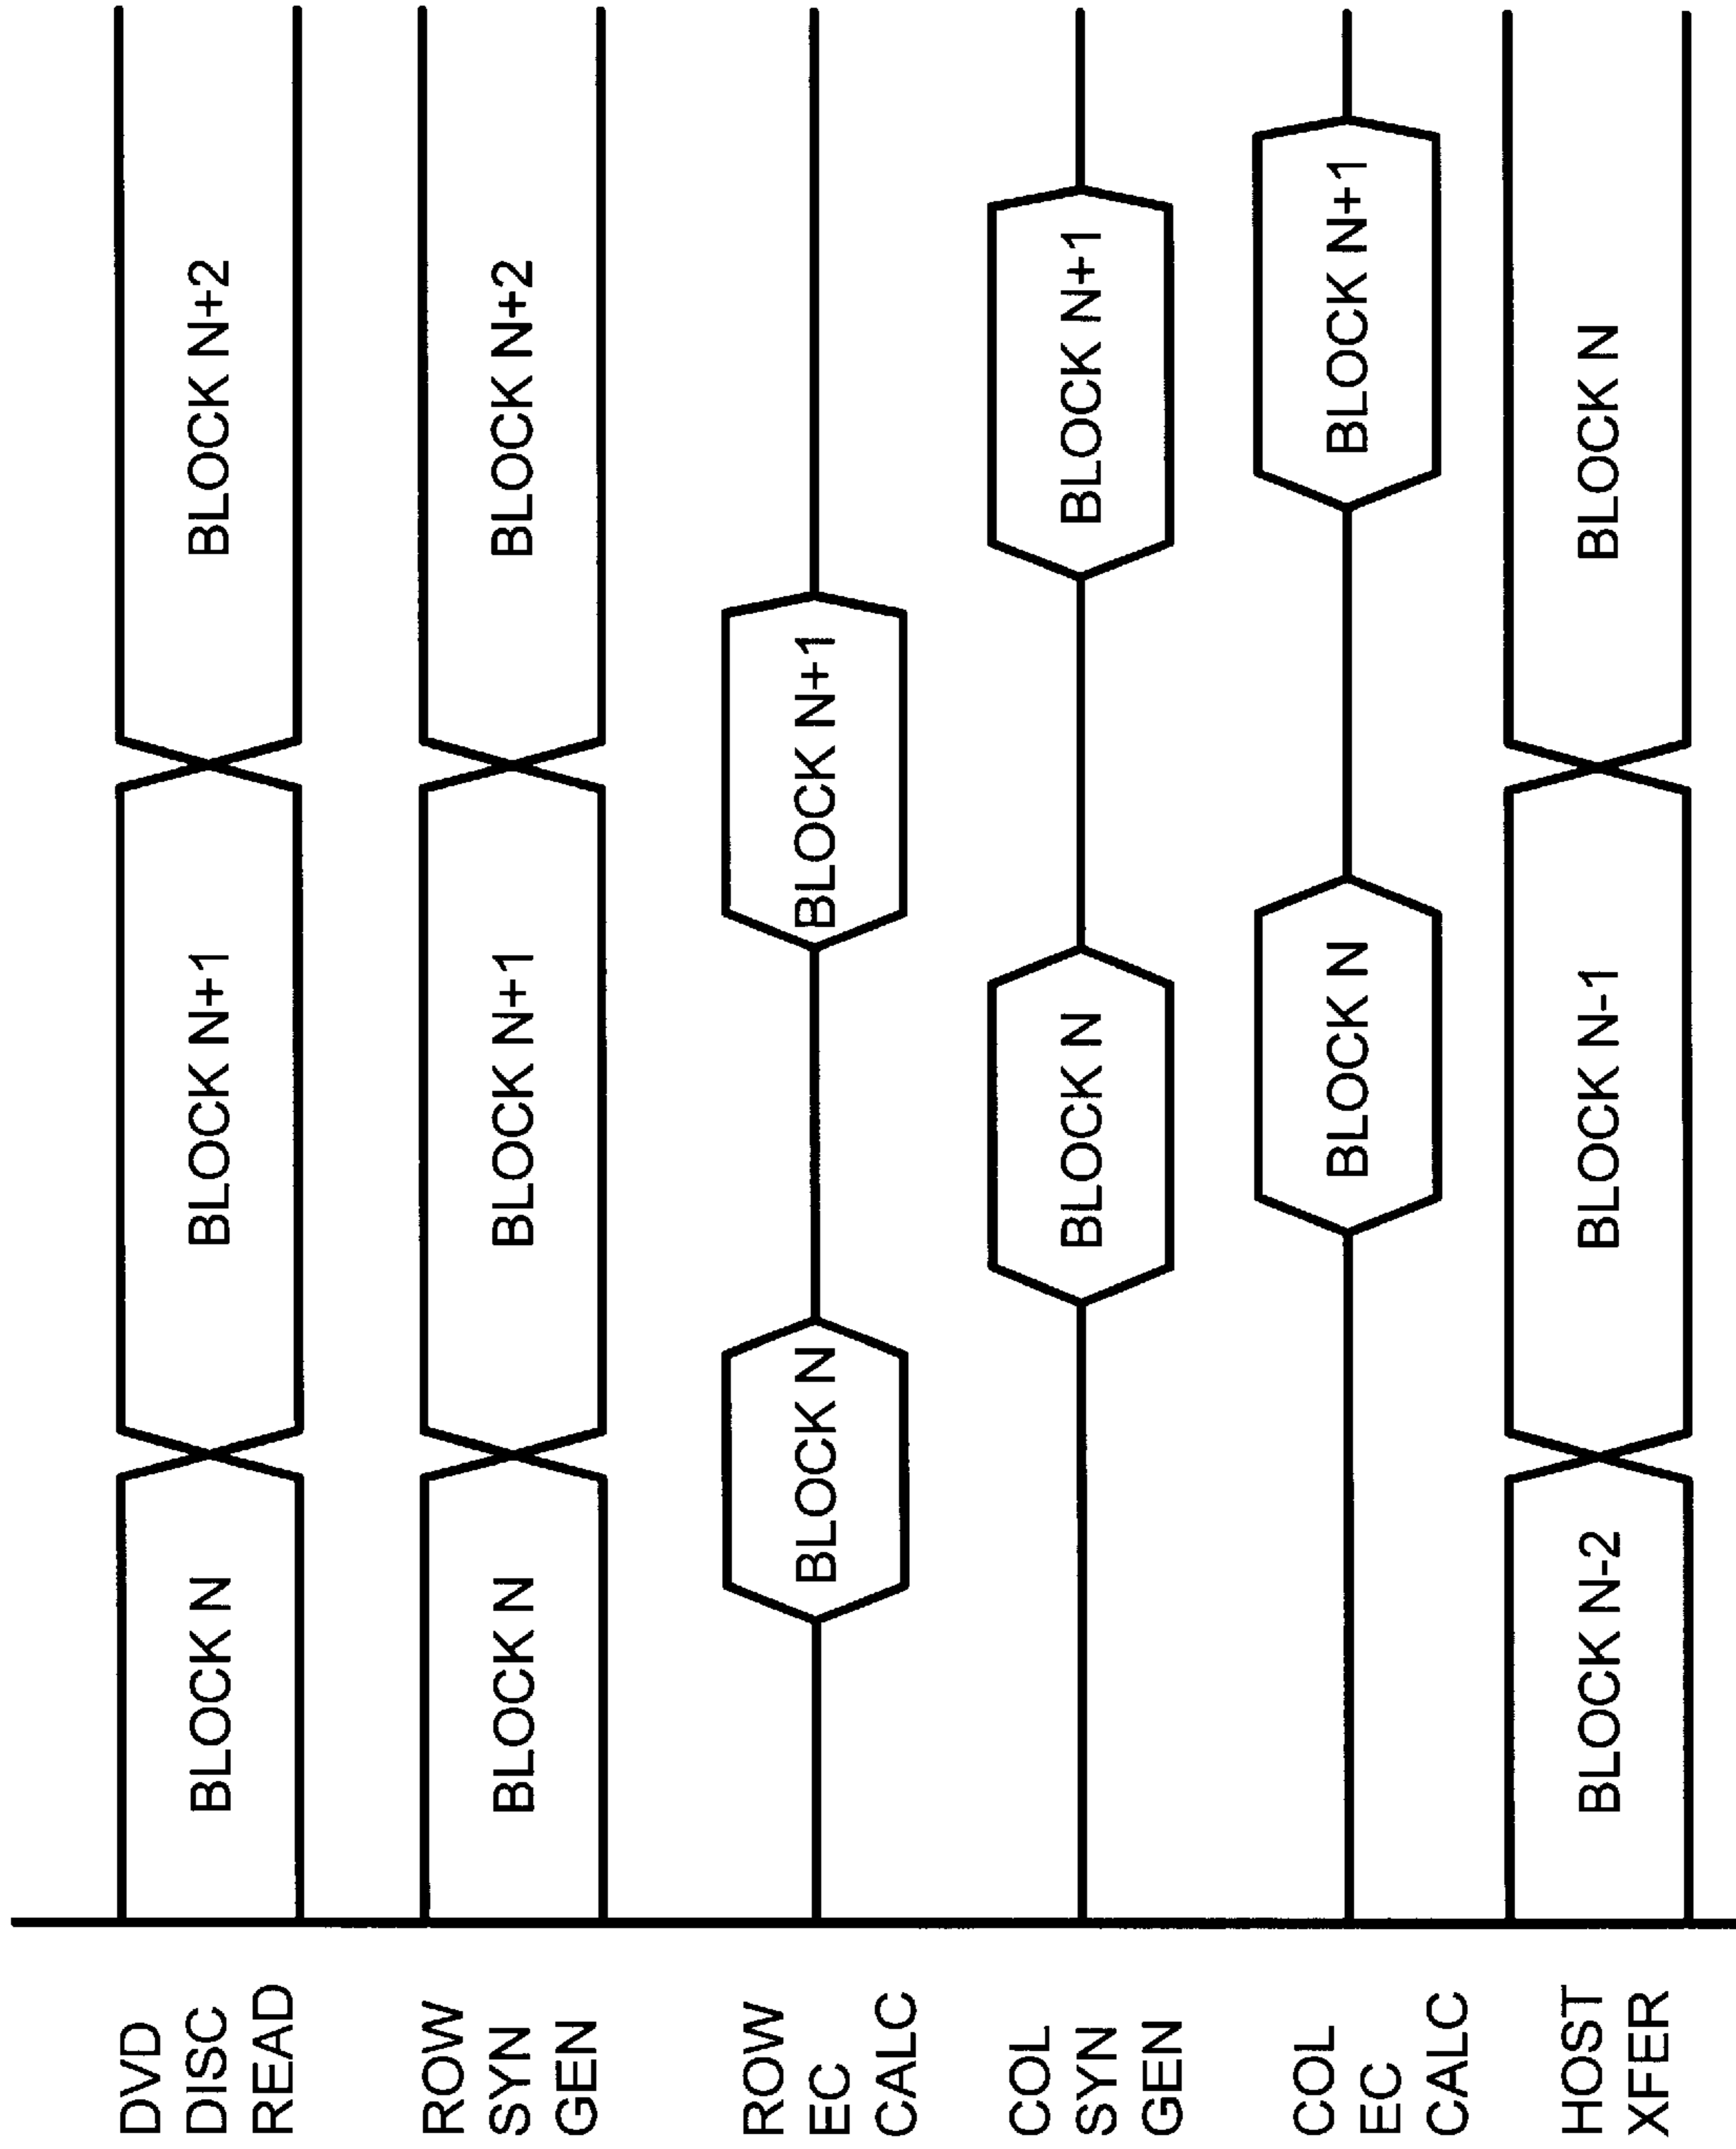 DVD
DISC
READ
BLOCK N
BLOCK N+1
BLOCK N+2
ROW
SYN
GEN
BLOCK N
BLOCK N+1
BLOCK N+2
ROW
EC
CALC
BLOCK N
BLOCK N+1
COL
SYN
GEN
BLOCK N
BLOCK N+1
COL
EC
CALC
BLOCK N
BLOCK N+1
HOST
XFER
BLOCK N-2
BLOCK N-1
BLOCK N